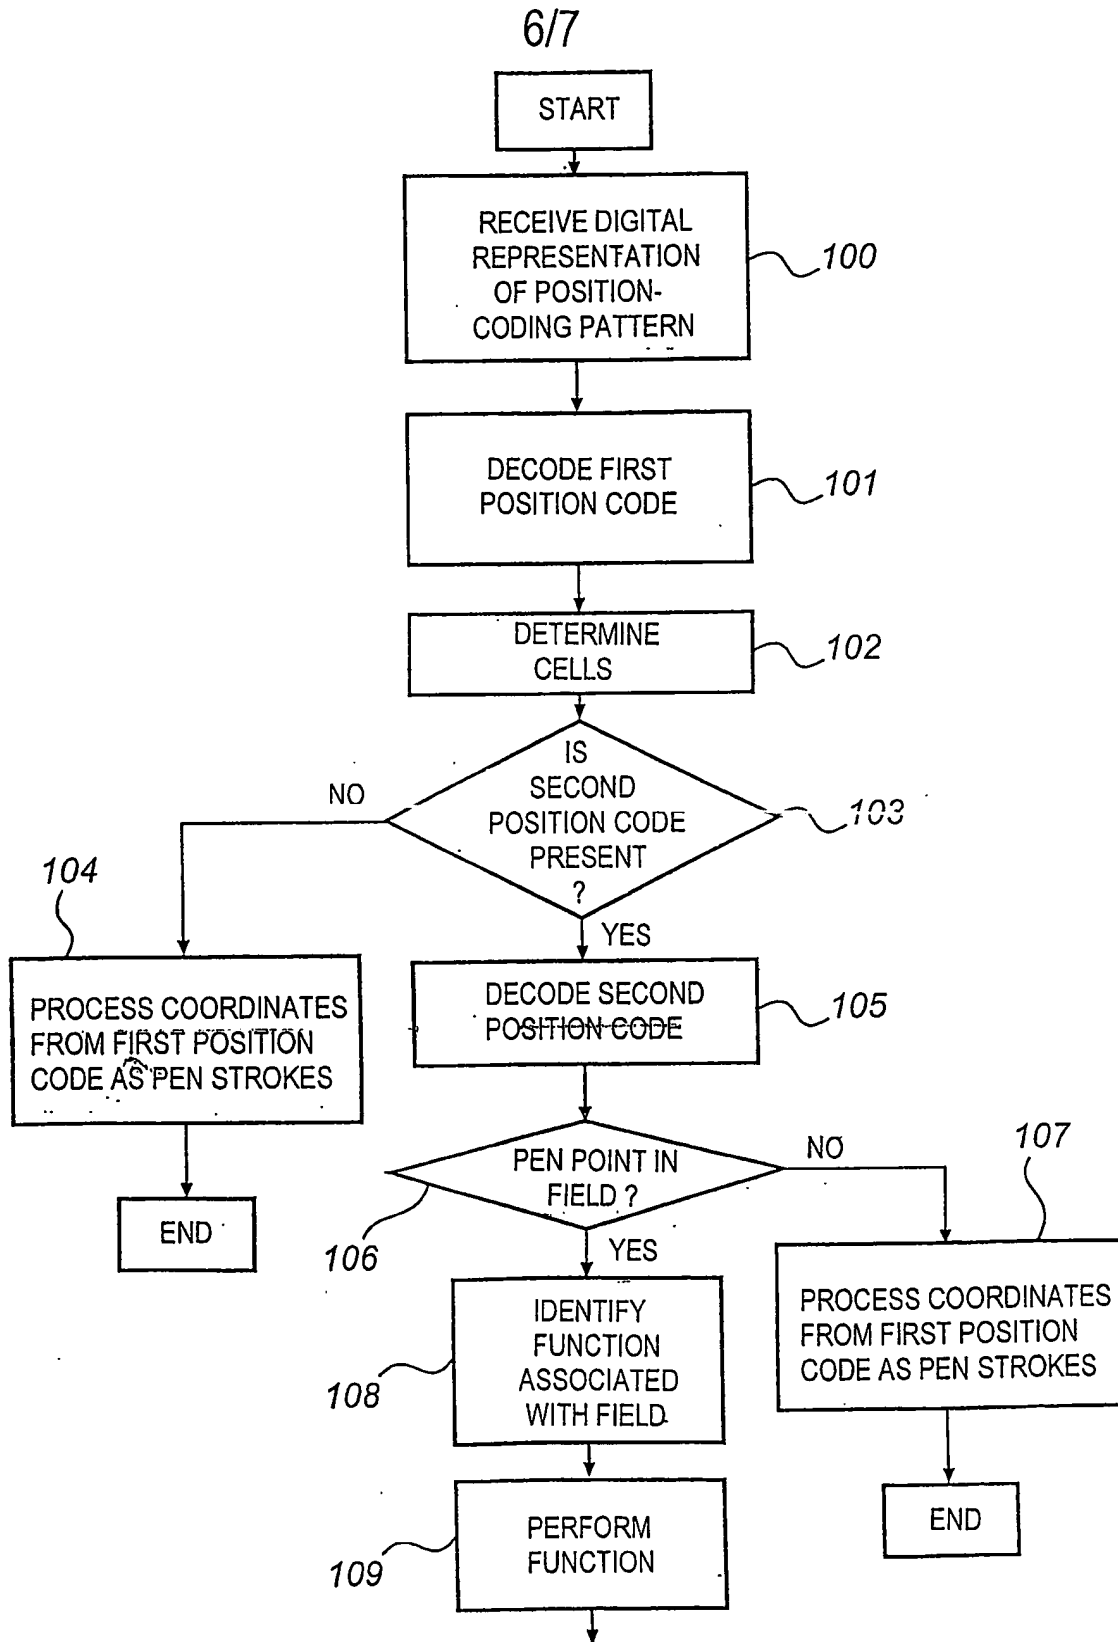 6/7
START
RECEIVE DIGITAL
REPRESENTATION
OF POSITION-
CODING PATTERN
100
DECODE FIRST
POSITION CODE
101
DETERMINE
CELLS
102
IS
SECOND
POSITION CODE
PRESENT
?
103
NO
YES
104
PROCESS COORDINATES
FROM FIRST POSITION
CODE AS PEN STROKES
END
DECODE SECOND
POSITION CODE
105
PEN POINT IN
FIELD ?
106
NO
YES
107
PROCESS COORDINATES
FROM FIRST POSITION
CODE AS PEN STROKES
END
IDENTIFY
FUNCTION
ASSOCIATED
WITH FIELD
108
PERFORM
FUNCTION
109